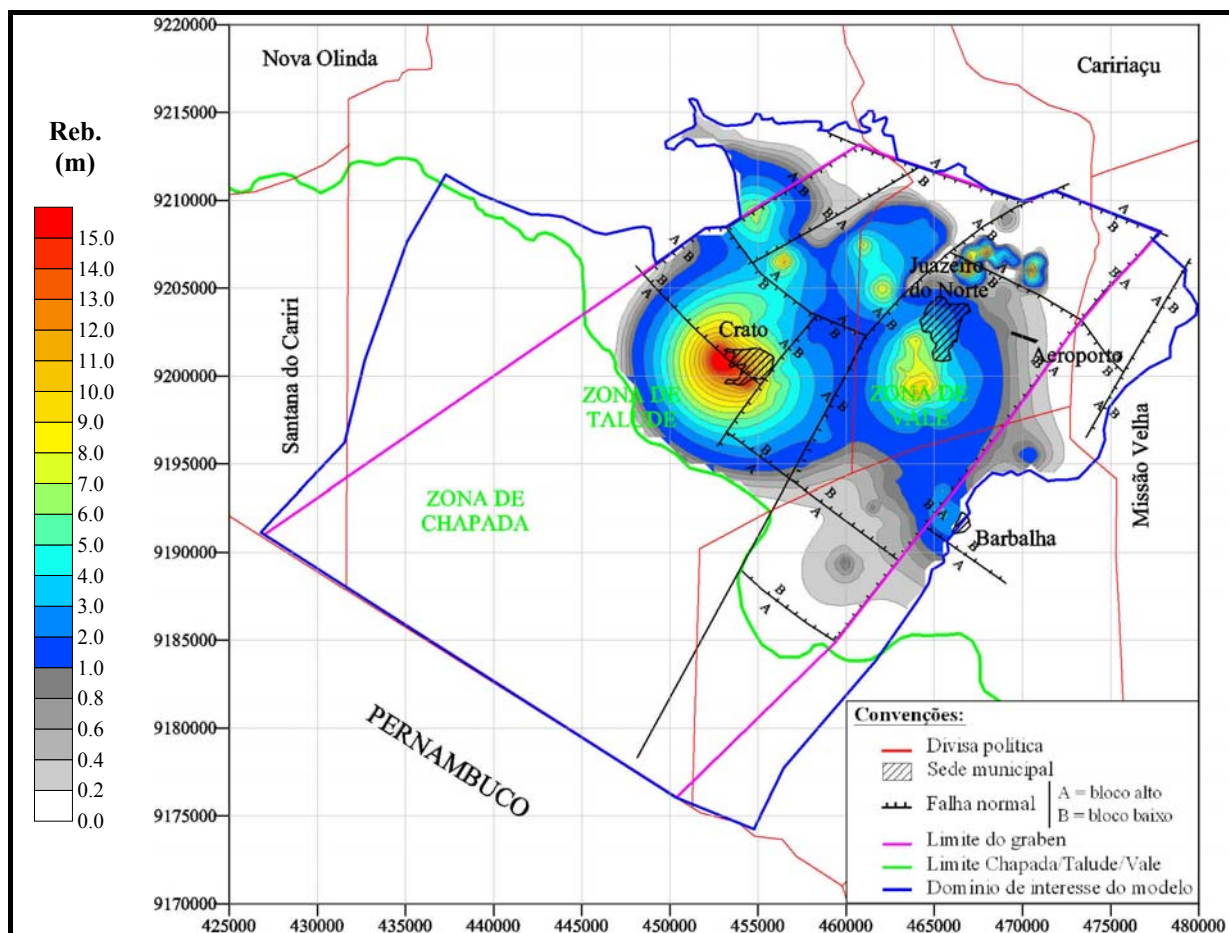 Reb.
(m)
15.0
14.0
13.0
12.0
11.0
10.0
9.0
8.0
7.0
6.0
5.0
4.0
3.0
2.0
1.0
0.8
0.6
0.4
0.2
0.0
9220000
9215000
9210000
9205000
9200000
9195000
9190000
9185000
9180000
9175000
9170000
Nova Olinda
Caririaçu
Santana do Cariri
Juazeiro
do Norte
Crato
Aeroporto
ZONA DE
TALUDE
ZONA DE
VALE
ZONA DE
CHAPADA
Missão Velha
Barbalha
PERNAMBUCO
Convenções:
Divisa política
Sede municipal
Falha normal
A = bloco alto
B = bloco baixo
Limite do graben
Limite Chapada/Talude/Vale
Domínio de interesse do modelo
425000 430000 435000 440000 445000 450000 455000 460000 465000 470000 475000 480000